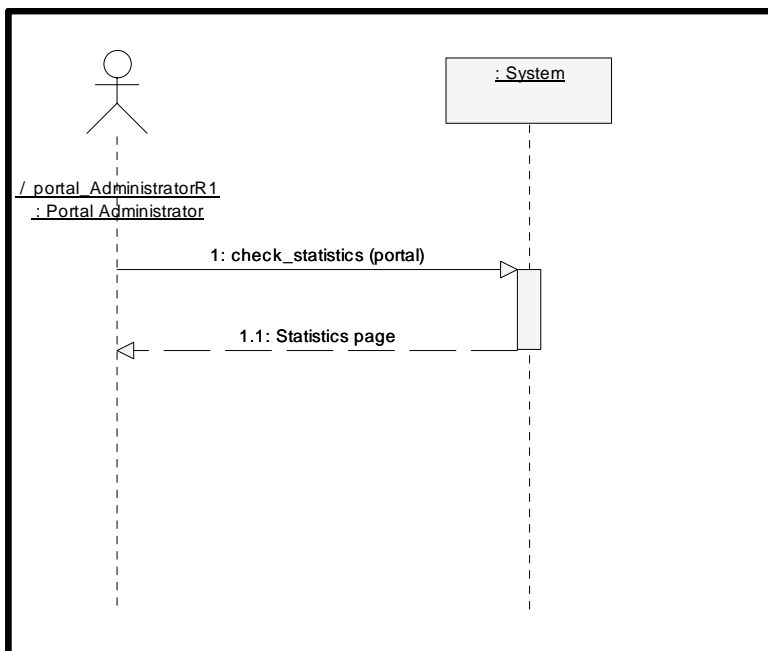 : System
/ portal_AdministratorR1
: Portal Administrator
1: check_statistics (portal)
1.1: Statistics page